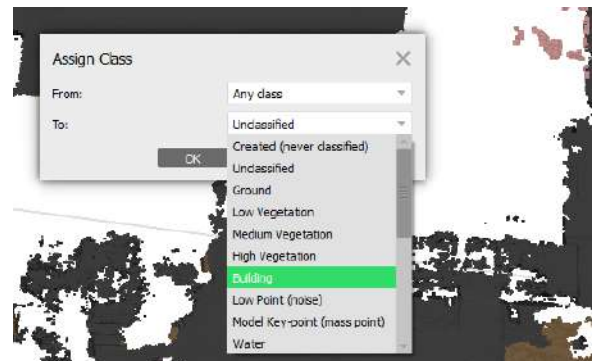 Assign Class
From: Any class
To: Unclassified
OK
Created (never classified)
Unclassified
Ground
Low Vegetation
Medium Vegetation
High Vegetation
Building
Low Point (noise)
Model Key-point (mass point)
Water